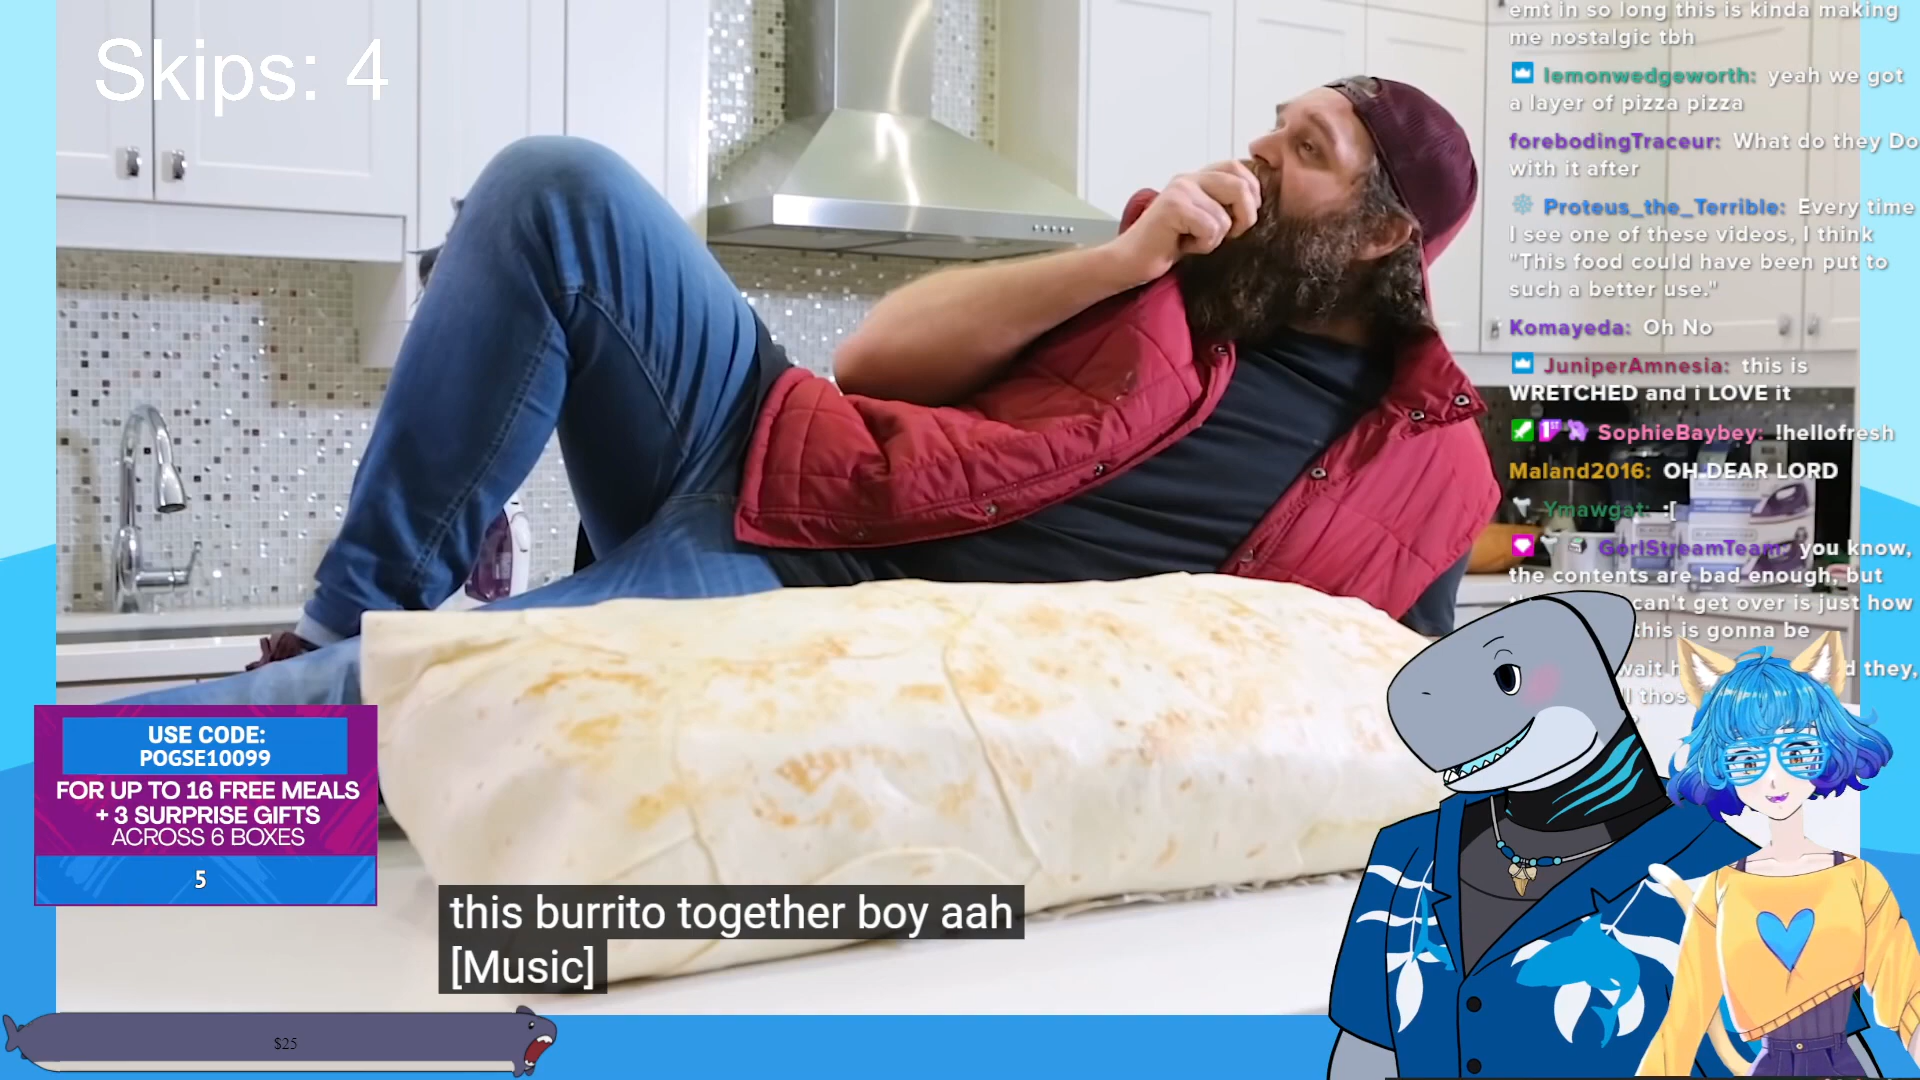 Skips: 4
emt in so long this is kinda making
me nostalgic tbh
lemonwedgeworth: yeah we got
a layer of pizza pizza
forebodingTraceur: What do they Do
with it after
Proteus_the_Terrible: Every time
I see one of these videos, I think
"This food could have been put to
such a better use."
Komayeda: Oh No
JuniperAmnesia: this is
WRETCHED and i LOVE it
1ST
SophieBaybey: !hellofresh
Maland2016: OH DEAR LORD
Ymawgat: :[
GorlStreamTeam: you know,
the contents are bad enough, but
can't get over is just how
this is gonna be
wait
d they,
USE CODE:
POGSE10099
FOR UP TO 16 FREE MEALS
+ 3 SURPRISE GIFTS
ACROSS 6 BOXES
5
this burrito together boy aah
[Music]
$25